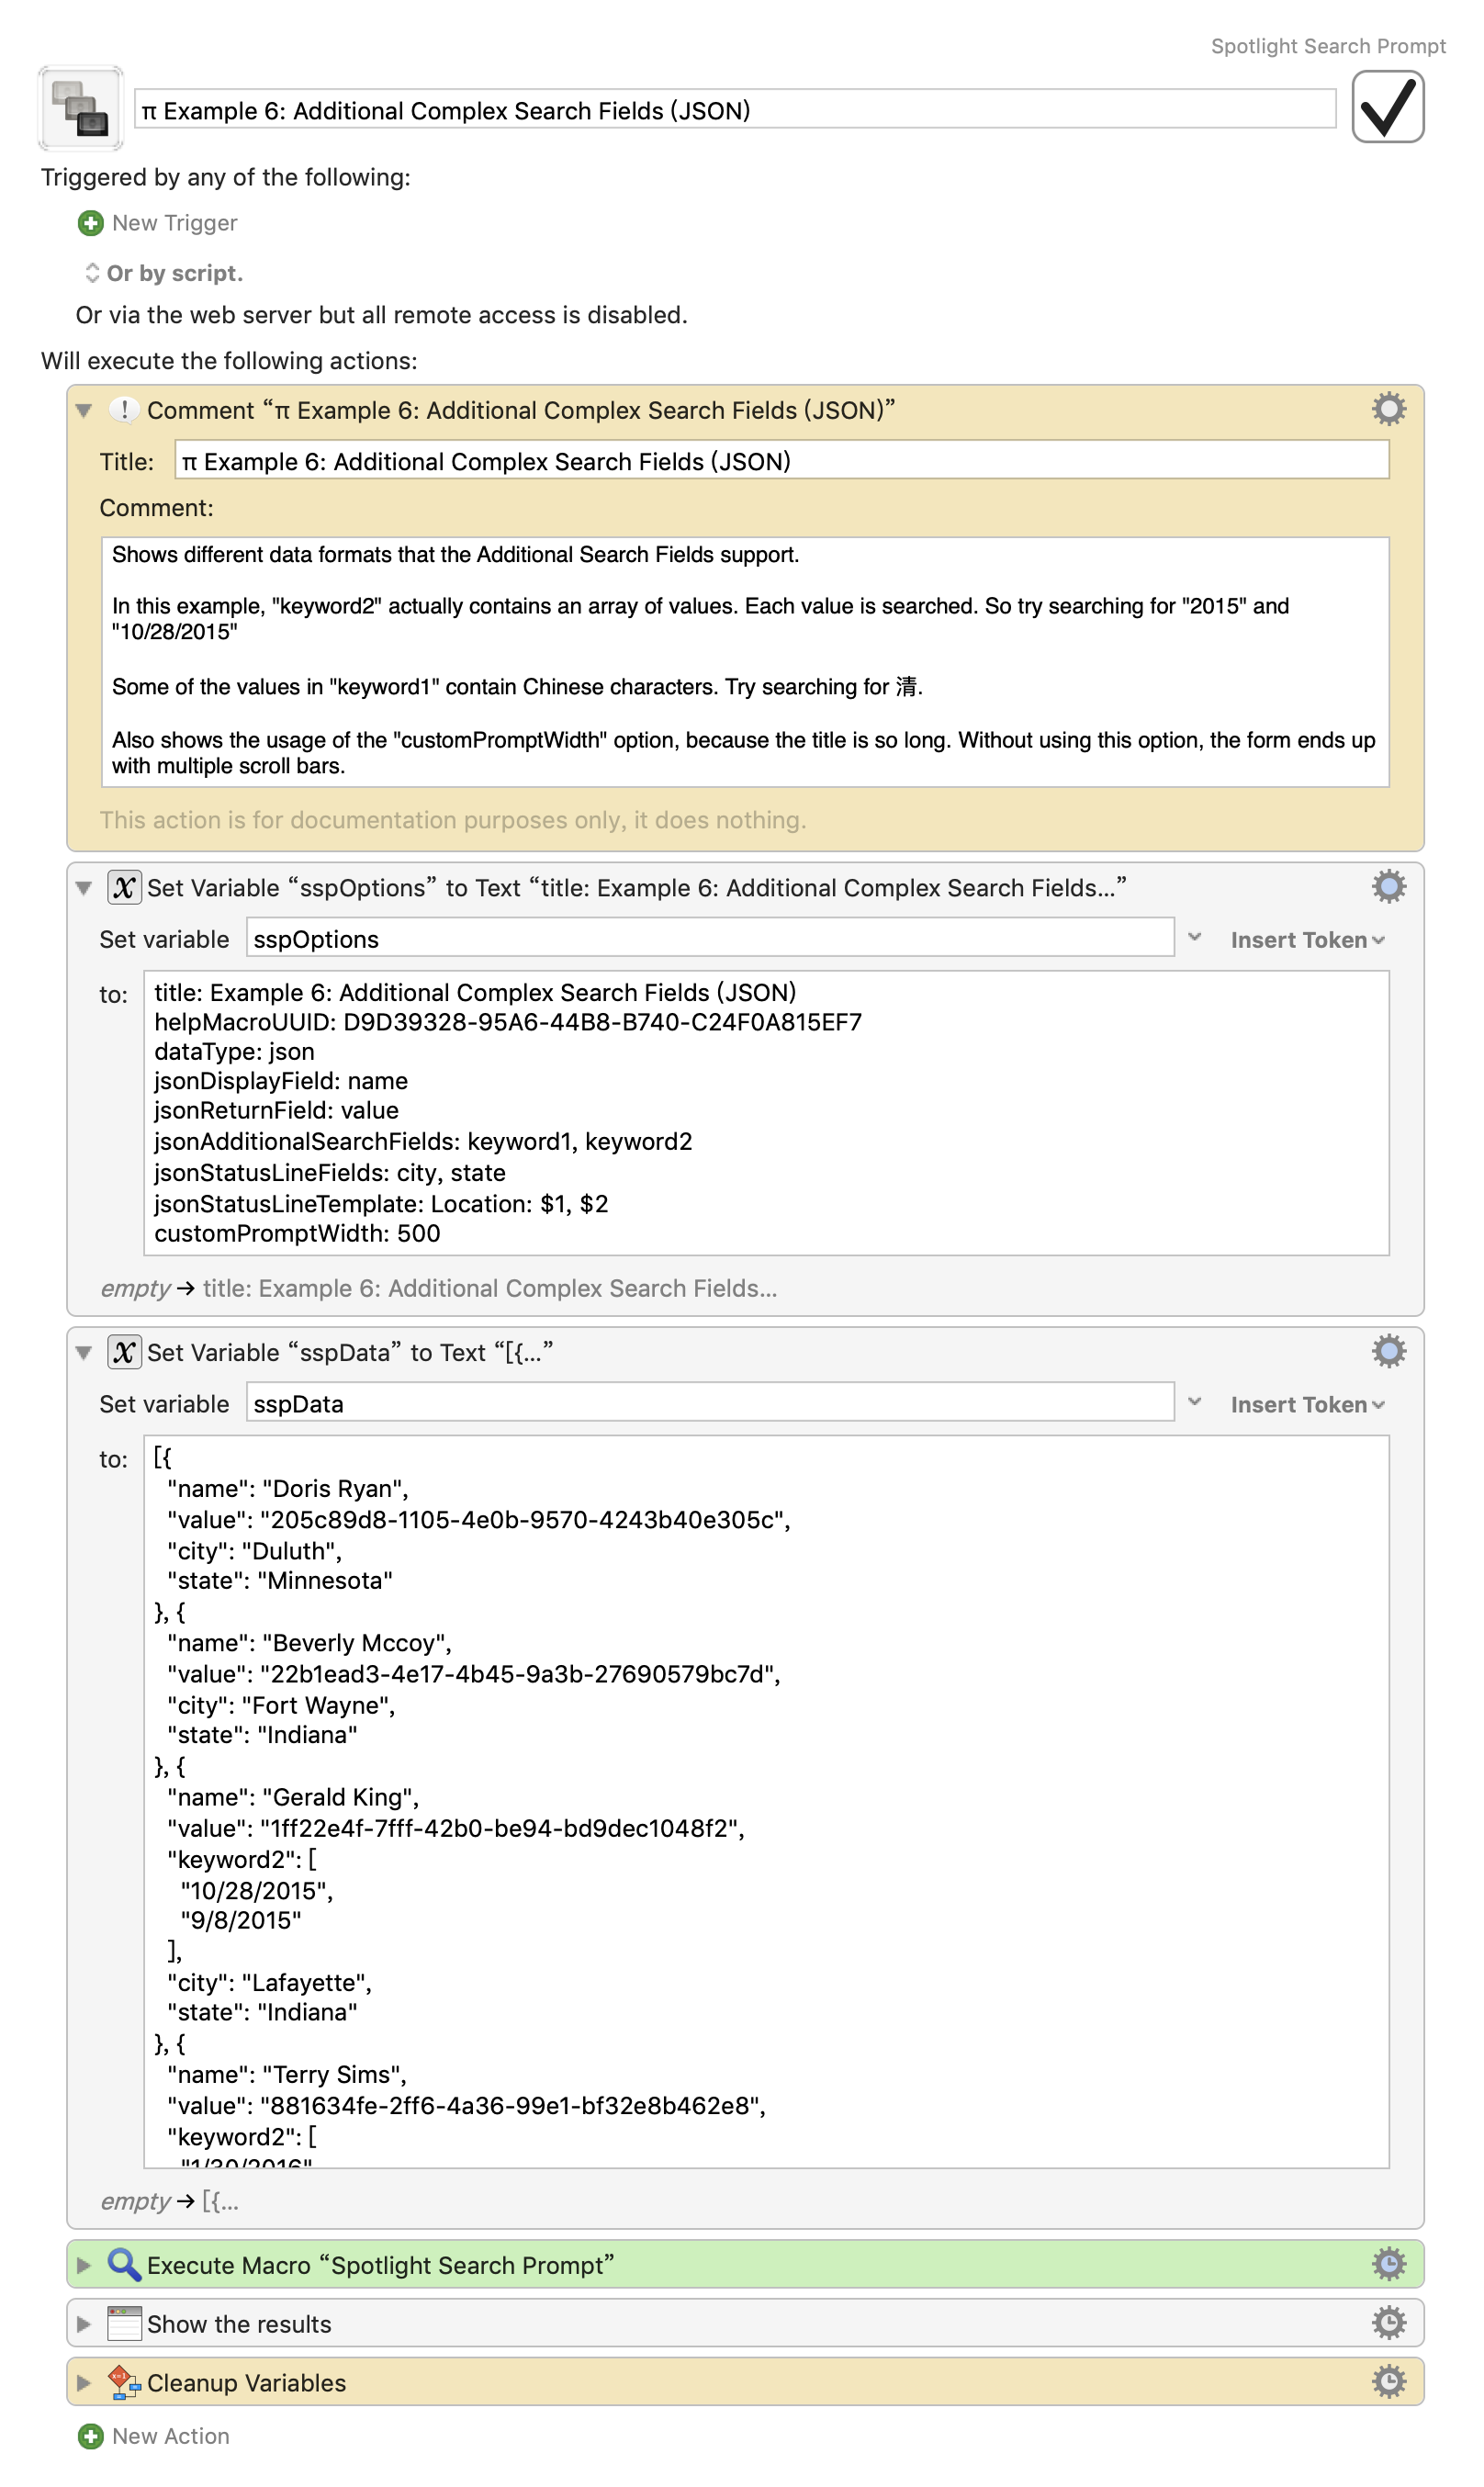 Spotlight Search Prompt
π Example 6: Additional Complex Search Fields (JSON)
Triggered by any of the following:
New Trigger
Or by script.
Or via the web server but all remote access is disabled.
Will execute the following actions:
Comment “π Example 6: Additional Complex Search Fields (JSON)”
Title: π Example 6: Additional Complex Search Fields (JSON)
Comment:
Shows different data formats that the Additional Search Fields support.
In this example, "keyword2" actually contains an array of values. Each value is searched. So try searching for "2015" and
"10/28/2015"
Some of the values in "keyword1" contain Chinese characters. Try searching for 清.
Also shows the usage of the "customPromptWidth" option, because the title is so long. Without using this option, the form ends up
with multiple scroll bars.
This action is for documentation purposes only, it does nothing.
Set Variable “sspOptions” to Text “title: Example 6: Additional Complex Search Fields…”
Set variable sspOptions Insert Token
to: title: Example 6: Additional Complex Search Fields (JSON)
helpMacroUUID: D9D39328-95A6-44B8-B740-C24F0A815EF7
dataType: json
jsonDisplayField: name
jsonReturnField: value
jsonAdditionalSearchFields: keyword1, keyword2
jsonStatusLineFields: city, state
jsonStatusLineTemplate: Location: $1, $2
customPromptWidth: 500
empty → title: Example 6: Additional Complex Search Fields…
Set Variable “sspData” to Text “[{…”
Set variable sspData Insert Token
to: [{
"name": "Doris Ryan",
"value": "205c89d8-1105-4e0b-9570-4243b40e305c",
"city": "Duluth",
"state": "Minnesota"
}, {
"name": "Beverly Mccoy",
"value": "22b1ead3-4e17-4b45-9a3b-27690579bc7d",
"city": "Fort Wayne",
"state": "Indiana"
}, {
"name": "Gerald King",
"value": "1ff22e4f-7fff-42b0-be94-bd9dec1048f2",
"keyword2": [
"10/28/2015",
"9/8/2015"
],
"city": "Lafayette",
"state": "Indiana"
}, {
"name": "Terry Sims",
"value": "881634fe-2ff6-4a36-99e1-bf32e8b462e8",
"keyword2": [
"1/30/2016"
empty → [{…
Execute Macro “Spotlight Search Prompt”
Show the results
Cleanup Variables
New Action